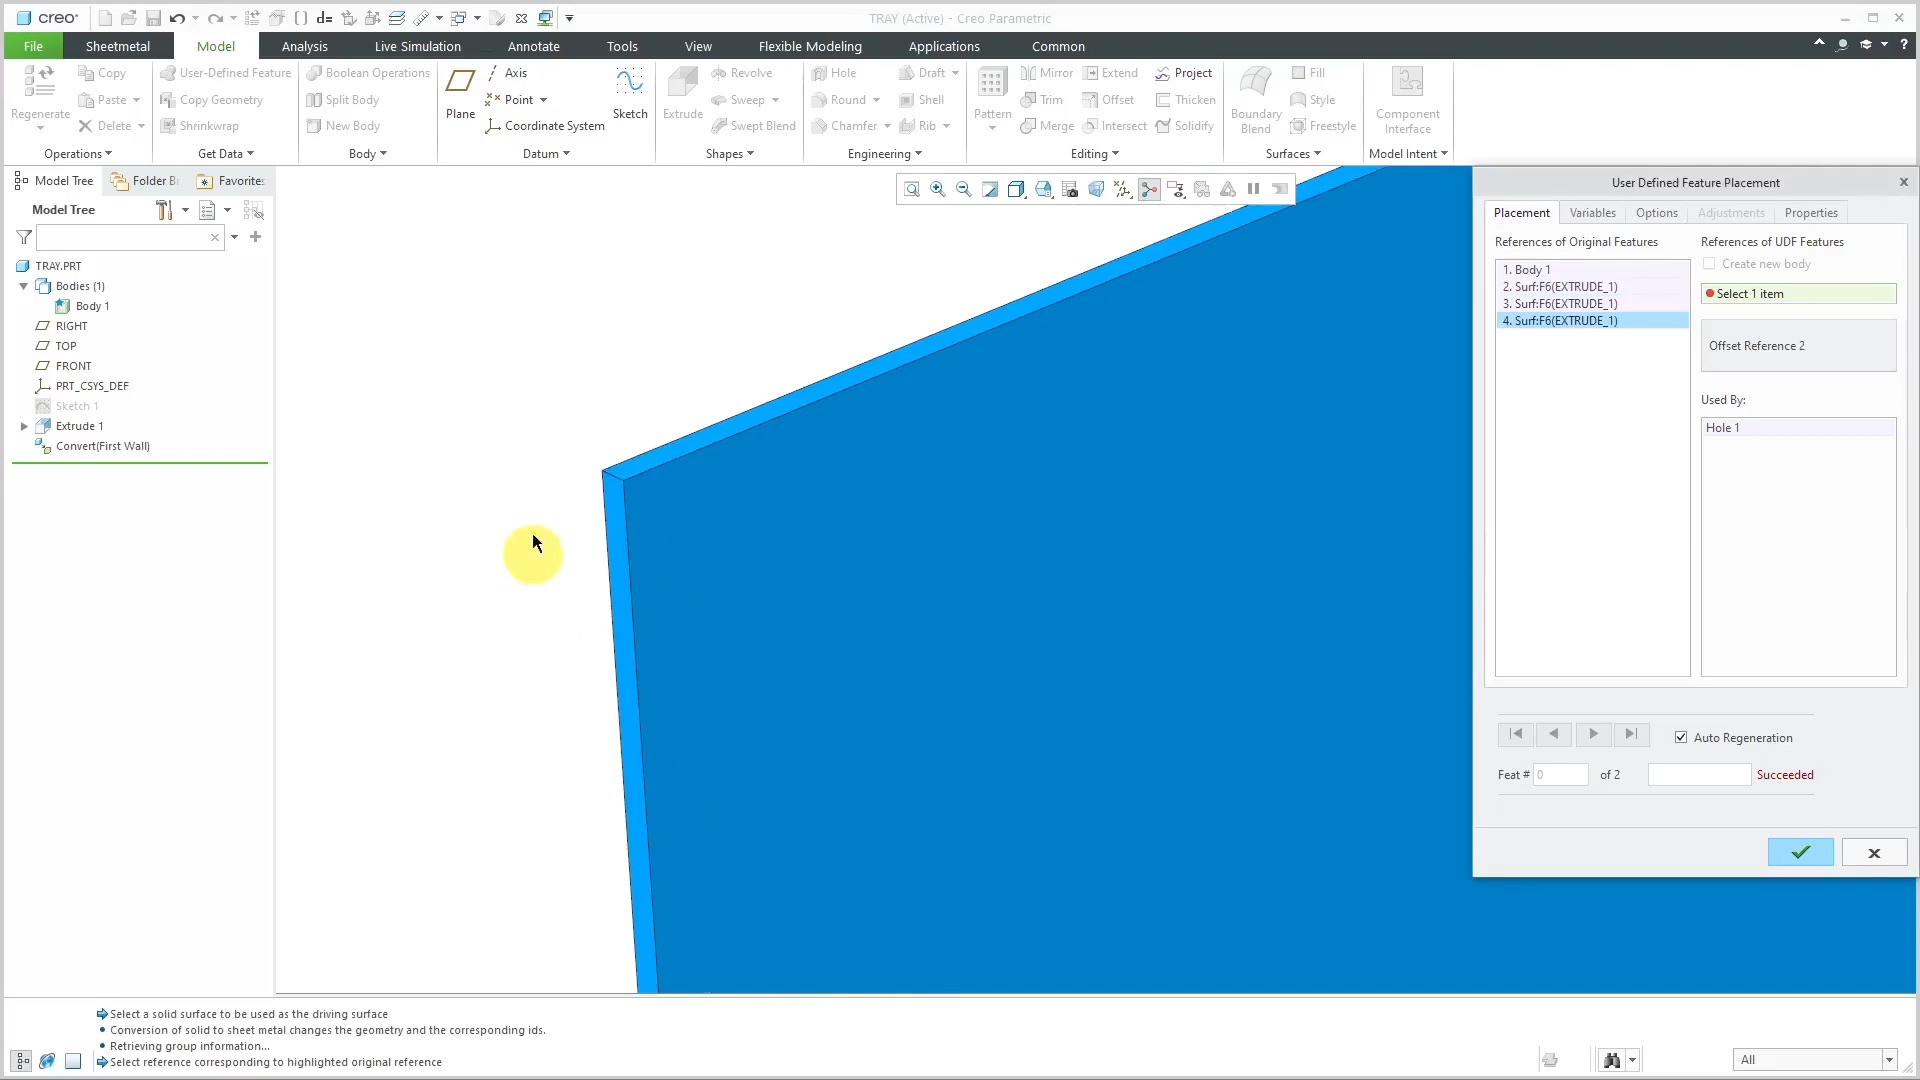 creo·
d=
TRAY (Active) - Creo Parametric
File
Sheetmetal
Model
Analysis
Live Simulation
Annotate
Tools
View
Flexible Modeling
Applications
Common
Regenerate
Copy
Paste
Delete
Operations
User-Defined Feature
Copy Geometry
Shrinkwrap
Get Data
Boolean Operations
Split Body
New Body
Body
Plane
Axis
Point
Coordinate System
Sketch
Datum
Extrude
Revolve
Sweep
Swept Blend
Shapes
Hole
Round
Chamfer
Draft
Shell
Rib
Engineering
Pattern
Mirror
Trim
Merge
Extend
Offset
Intersect
Project
Thicken
Solidify
Editing
Boundary
Blend
Fill
Style
Freestyle
Surfaces
Component
Interface
Model Intent
Model Tree
Folder B
Favorites
Model Tree
TRAY.PRT
Bodies (1)
Body 1
RIGHT
TOP
FRONT
PRT_CSYS_DEF
Sketch 1
Extrude 1
Convert(First Wall)
User Defined Feature Placement
Placement
Variables
Options
Adjustments
Properties
References of Original Features
1. Body 1
2. Surf:F6(EXTRUDE_1)
3. Surf:F6(EXTRUDE_1)
4. Surf:F6(EXTRUDE_1)
References of UDF Features
Create new body
Select 1 item
Offset Reference 2
Used By:
Hole 1
Auto Regeneration
Feat #
0
of 2
Succeeded
Select a solid surface to be used as the driving surface
Conversion of solid to sheet metal changes the geometry and the corresponding ids.
Retrieving group information...
Select reference corresponding to highlighted original reference
All